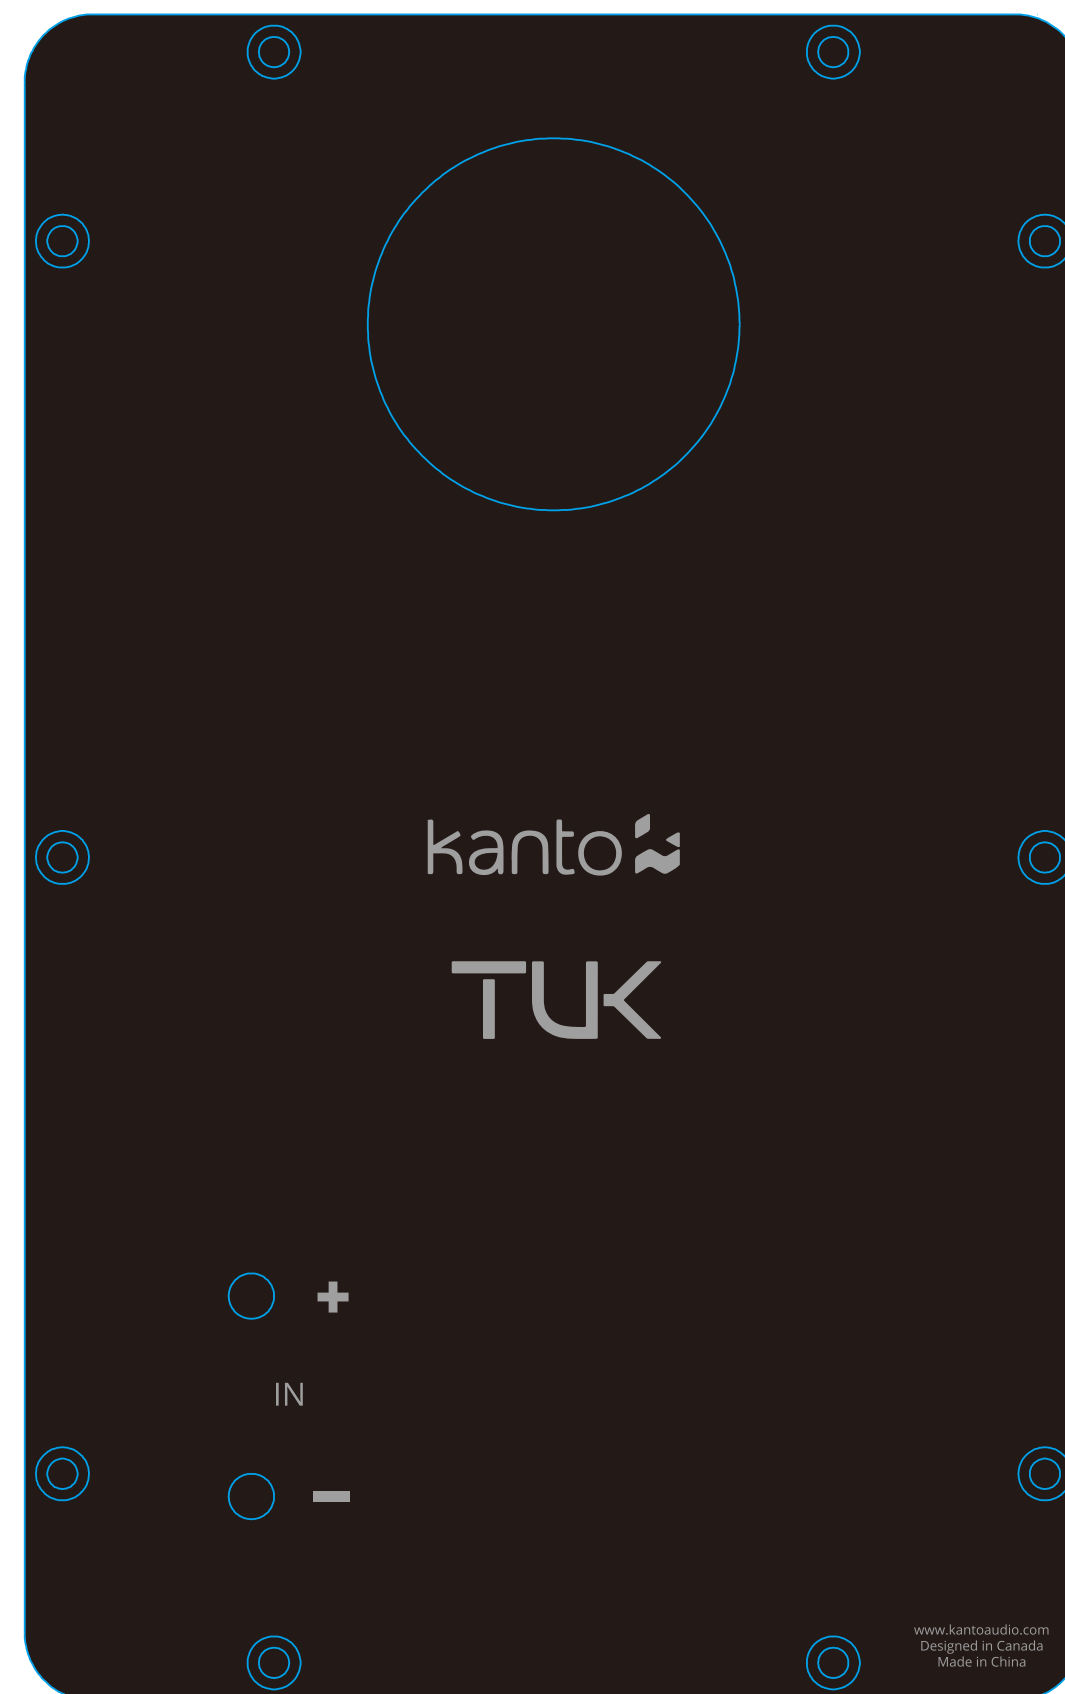 kanto
TUK
+
IN
-
www.kantoaudio.com
Designed in Canada
Made in China